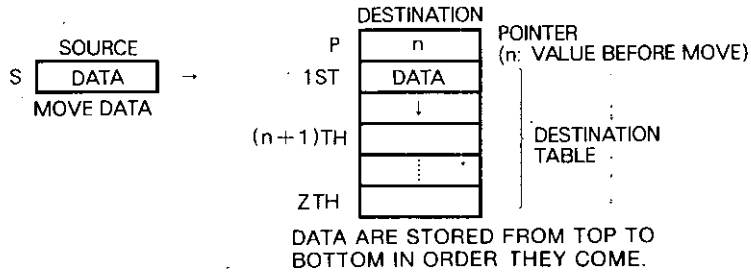 DESTINATION
SOURCE
P n POINTER
(n: VALUE BEFORE MOVE)
S DATA → 1ST DATA
MOVE DATA
↓
(n+1)TH
DESTINATION
TABLE
ZTH
DATA ARE STORED FROM TOP TO
BOTTOM IN ORDER THEY COME.